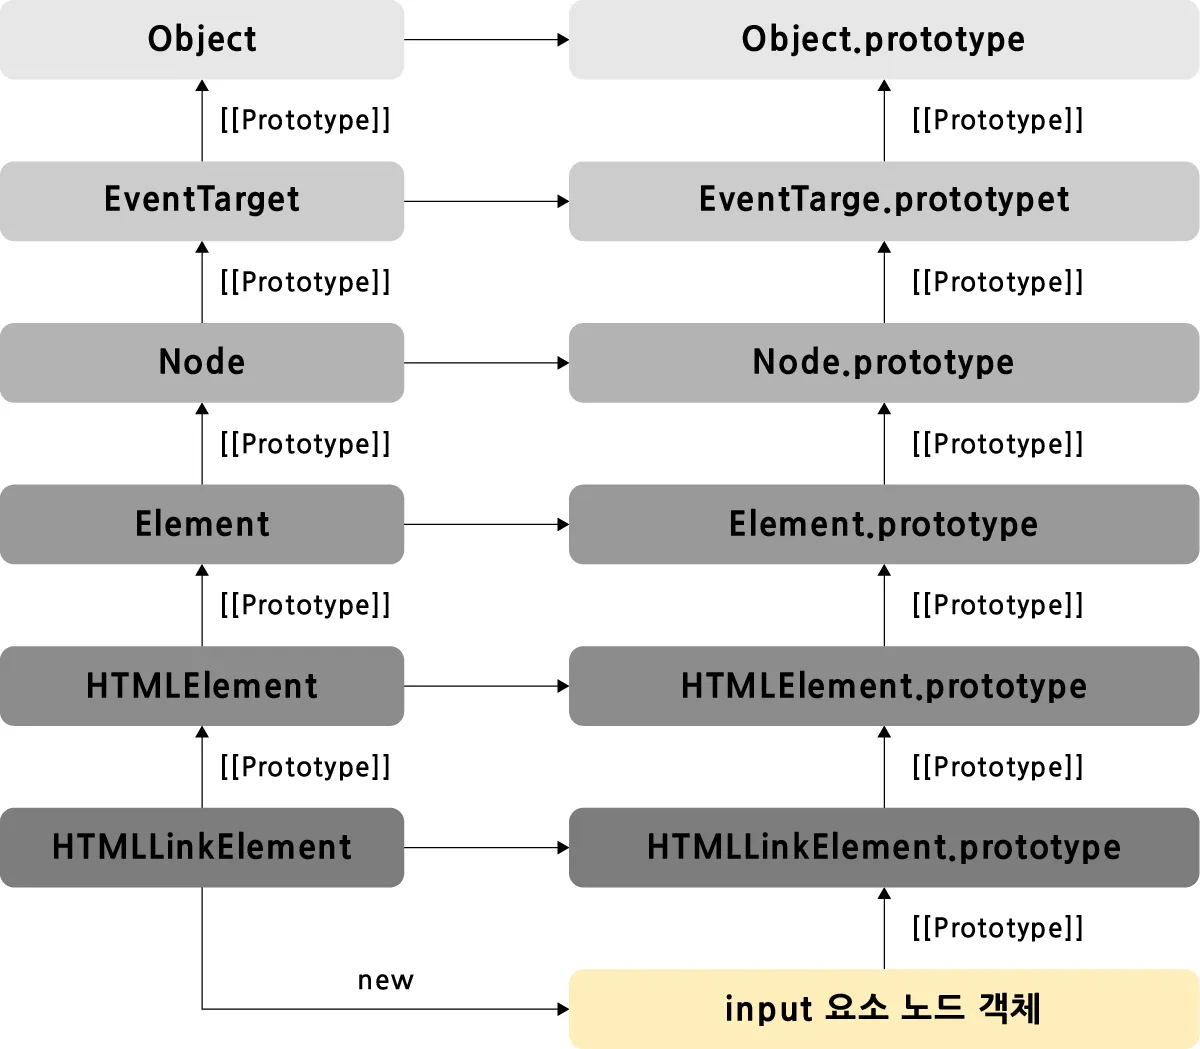 Object
Object.prototype
[[Prototype]]
[[Prototype]]
EventTarget
EventTarge.prototypet
[[Prototype]]
[[Prototype]]
Node
Node.prototype
[[Prototype]]
[[Prototype]]
Element
Element.prototype
[[Prototype]]
[[Prototype]]
HTMLElement
HTMLElement.prototype
[[Prototype]]
[[Prototype]]
HTMLLinkElement
HTMLLinkElement.prototype
[[Prototype]]
new
input 요소 노드 객체